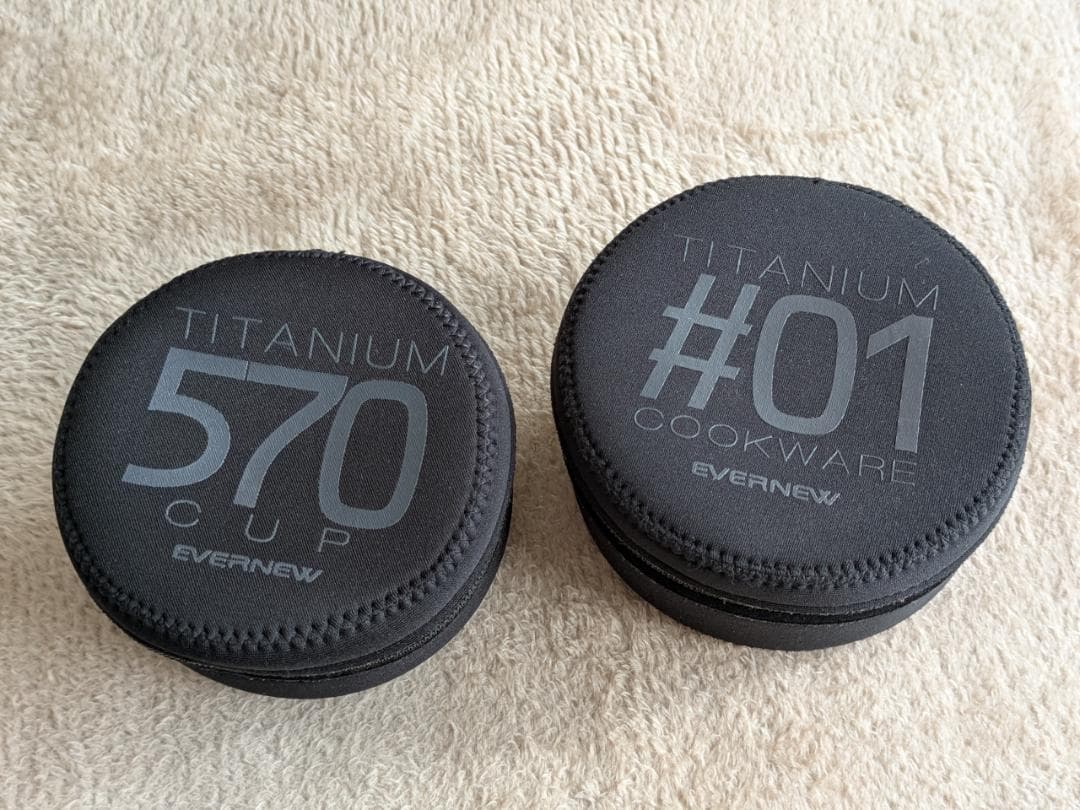 TITANIUM
570
CUP
EVERNEW
TITANIUM
#01
COOKWARE
EVERNEW